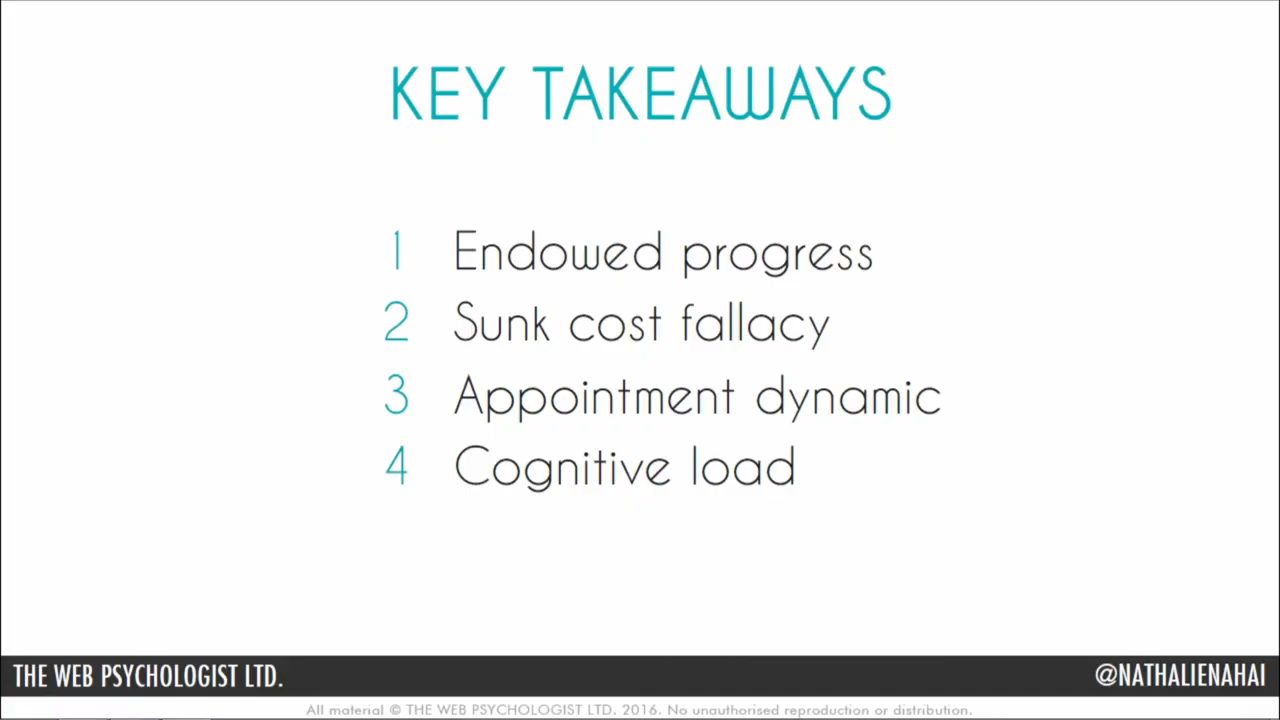 KEY TAKEAWAYS
1 Endowed progress
2 Sunk cost fallacy
3 Appointment dynamic
4 Cognitive load
THE WEB PSYCHOLOGIST LTD. @NATHALIENAHAI
All material © THE WEB PSYCHOLOGIST LTD. 2016. No unauthorised reproduction or distribution.